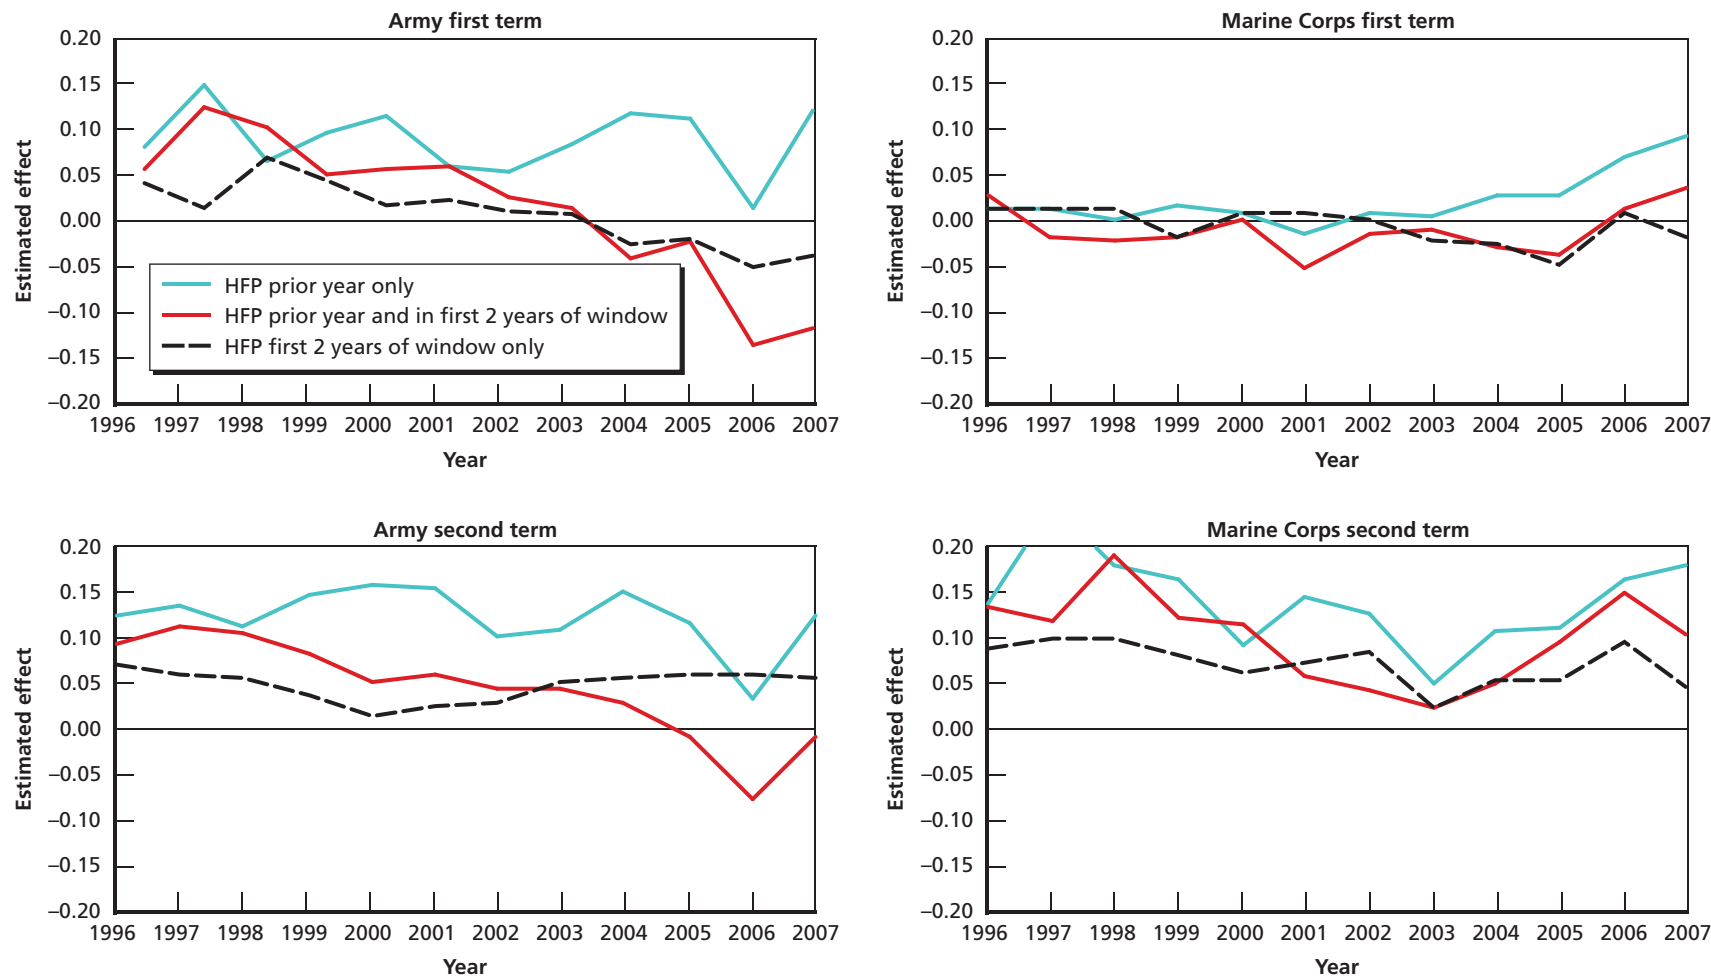 Army first term
0.20
0.15
0.10
0.05
0.00
–0.05
–0.10
–0.15
–0.20
Estimated effect
HFP prior year only
HFP prior year and in first 2 years of window
HFP first 2 years of window only
1996 1997 1998 1999 2000 2001 2002 2003 2004 2005 2006 2007
Year
Marine Corps first term
0.20
0.15
0.10
0.05
0.00
–0.05
–0.10
–0.15
–0.20
Estimated effect
1996 1997 1998 1999 2000 2001 2002 2003 2004 2005 2006 2007
Year
Army second term
0.20
0.15
0.10
0.05
0.00
–0.05
–0.10
–0.15
–0.20
Estimated effect
1996 1997 1998 1999 2000 2001 2002 2003 2004 2005 2006 2007
Year
Marine Corps second term
0.20
0.15
0.10
0.05
0.00
–0.05
–0.10
–0.15
–0.20
Estimated effect
1996 1997 1998 1999 2000 2001 2002 2003 2004 2005 2006 2007
Year